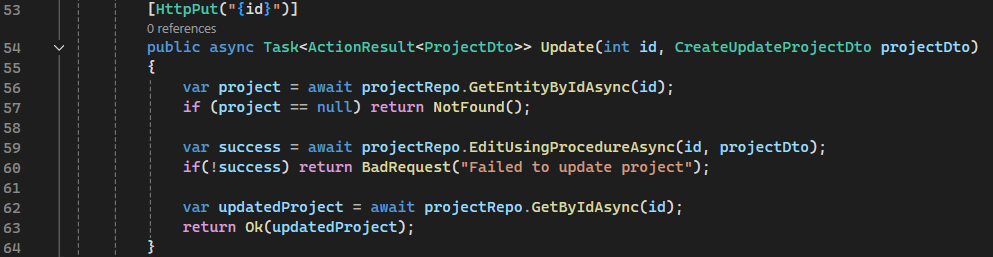 53 [HttpPut("{id}")]
0 references
54 public async Task<ActionResult<ProjectDto>> Update(int id, CreateUpdateProjectDto projectDto)
55 {
56 var project = await projectRepo.GetEntityByIdAsync(id);
57 if (project == null) return NotFound();
58
59 var success = await projectRepo.EditUsingProcedureAsync(id, projectDto);
60 if(!success) return BadRequest("Failed to update project");
61
62 var updatedProject = await projectRepo.GetByIdAsync(id);
63 return Ok(updatedProject);
64 }